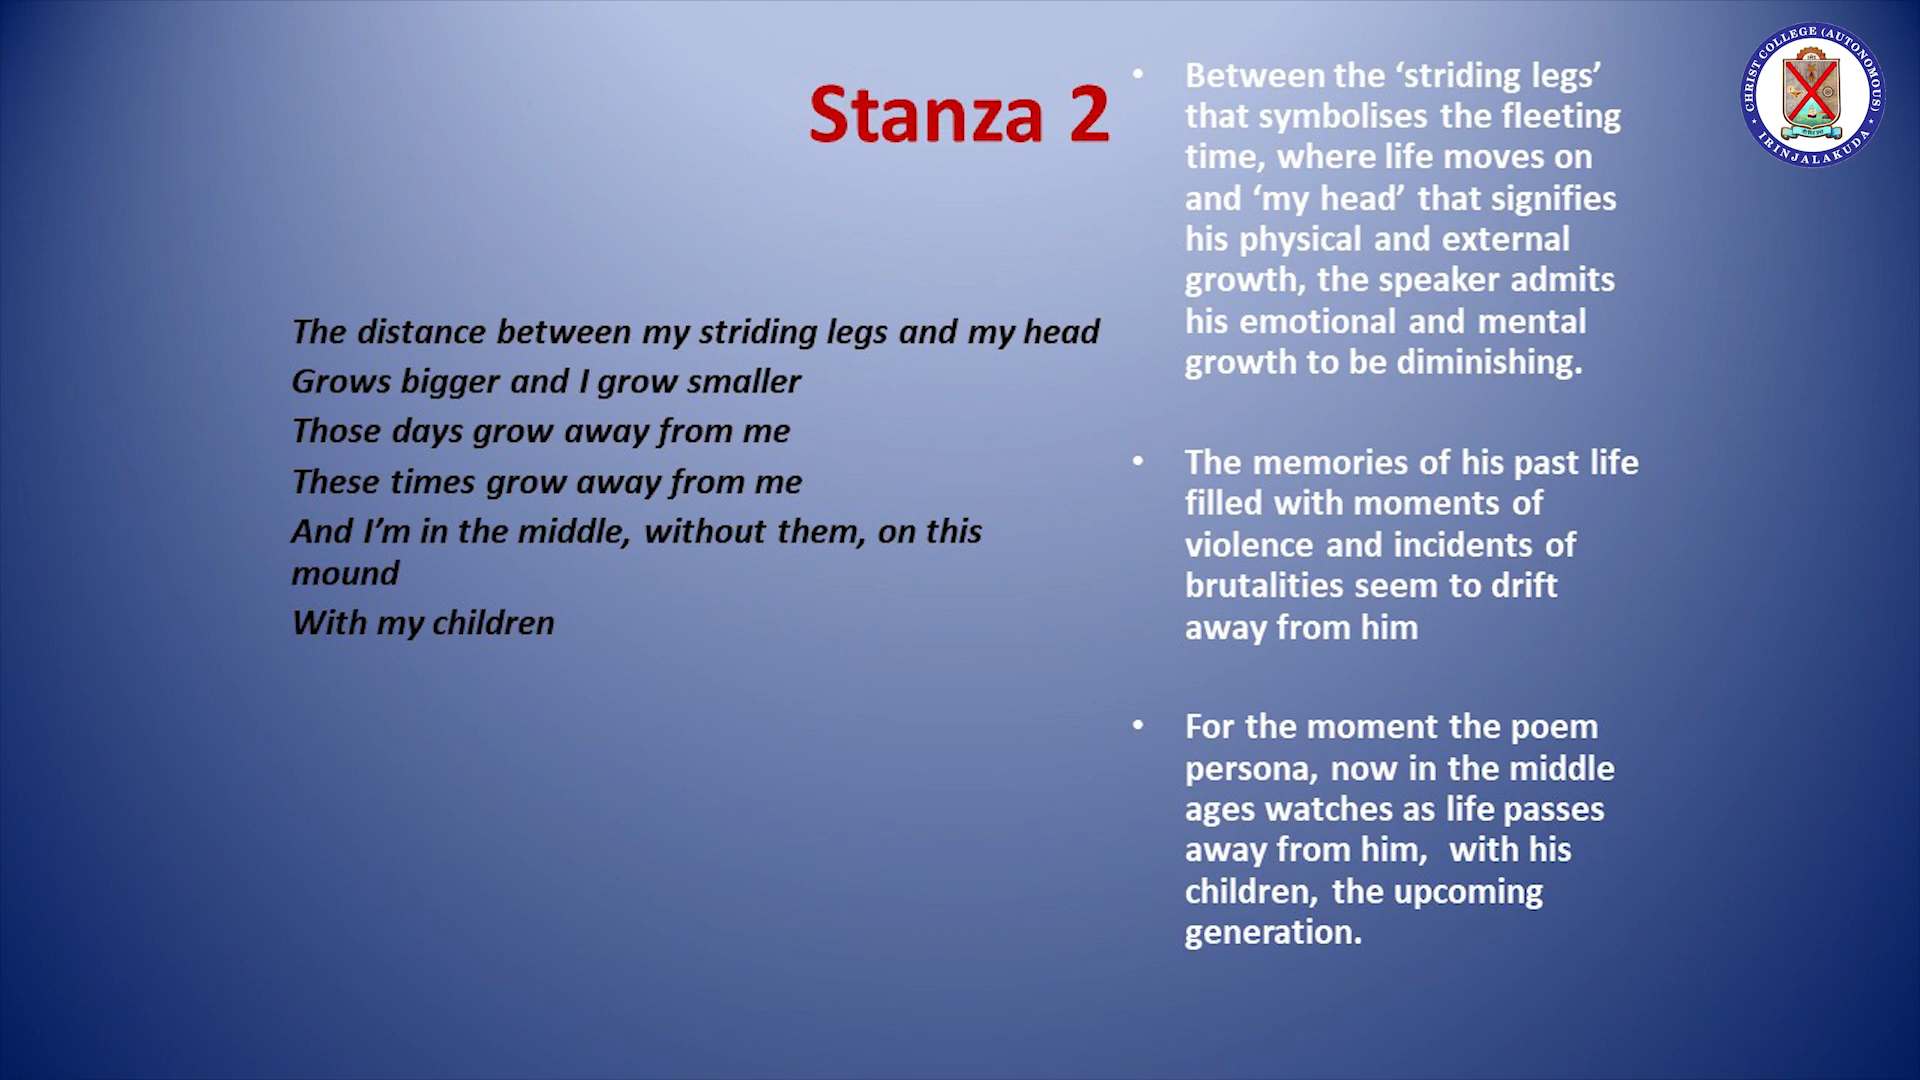 Stanza 2
The distance between my striding legs and my head
Grows bigger and I grow smaller
Those days grow away from me
These times grow away from me
And I’m in the middle, without them, on this
mound
With my children
• Between the ‘striding legs’
that symbolises the fleeting
time, where life moves on
and ‘my head’ that signifies
his physical and external
growth, the speaker admits
his emotional and mental
growth to be diminishing.
• The memories of his past life
filled with moments of
violence and incidents of
brutalities seem to drift
away from him
• For the moment the poem
persona, now in the middle
ages watches as life passes
away from him,  with his
children, the upcoming
generation.
CHRIST COLLEGE (AUTONOMOUS)
IRINJALAKUDA